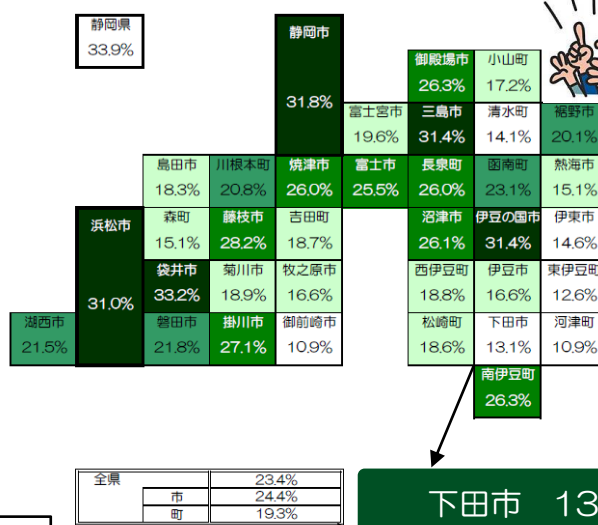 静岡県
33.9%
静岡市
31.8%
御殿場市 小山町
26.3% 17.2%
富士宮市 三島市 清水町 裾野市
19.6% 31.4% 14.1% 20.1%
島田市 川根本町 焼津市 富士市 長泉町 函南町 熱海市
18.3% 20.8% 26.0% 25.5% 26.0% 23.1% 15.1%
浜松市 森町 藤枝市 吉田町 沼津市 伊豆の国市 伊東市
31.0% 15.1% 28.2% 18.7% 26.1% 31.4% 14.6%
袋井市 菊川市 牧之原市 西伊豆町 伊豆市 東伊豆町
33.2% 18.9% 16.6% 18.8% 16.6% 12.6%
湖西市 磐田市 掛川市 御前崎市 松崎町 下田市 河津町
21.5% 21.8% 27.1% 10.9% 18.6% 13.1% 10.9%
南伊豆町
26.3%
全県 23.4%
市 24.4%
町 19.3%
下田市 13